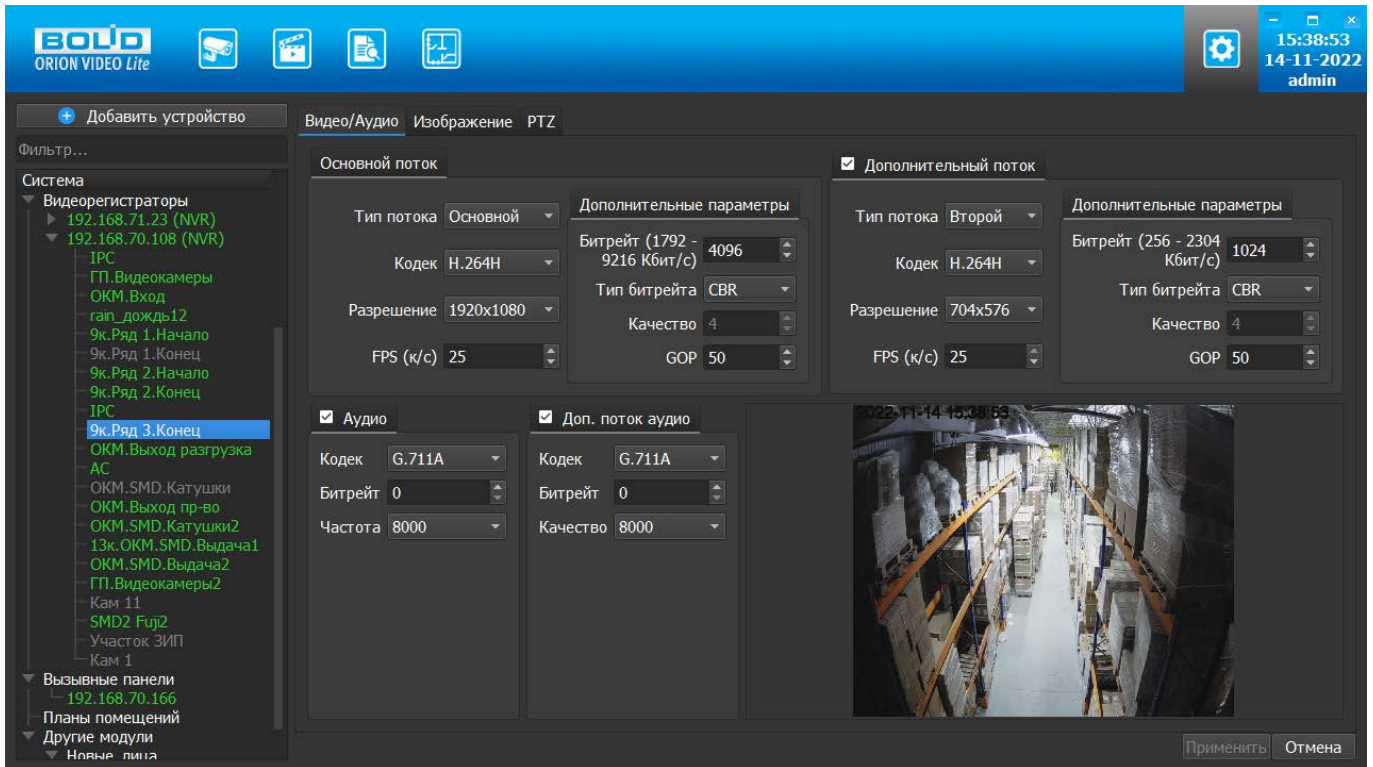 BOLID
ORION VIDEO Lite
15:38:53
14-11-2022
admin
Добавить устройство
Фильтр...
Система
Видеорегистраторы
192.168.71.23 (NVR)
192.168.70.108 (NVR)
IPC
ГП.Видеокамеры
ОКМ.Вход
rain_дождь12
9к.Ряд 1.Начало
9к.Ряд 1.Конец
9к.Ряд 2.Начало
9к.Ряд 2.Конец
IPC
9к.Ряд 3.Конец
ОКМ.Выход разгрузка
АС
ОКМ.SMD.Катушки
ОКМ.Выход пр-во
ОКМ.SMD.Катушки2
13к.ОКМ.SMD.Выдача1
ОКМ.SMD.Выдача2
ГП.Видеокамеры2
Кам 11
SMD2 Fuji2
Участок ЗИП
Кам 1
Вызывные панели
192.168.70.166
Планы помещений
Другие модули
Новые лица
Видео/Аудио Изображение PTZ
Основной поток
Тип потока Основной
Кодек H.264H
Разрешение 1920x1080
FPS (к/с) 25
Дополнительные параметры
Битрейт (1792 -
9216 Кбит/с) 4096
Тип битрейта CBR
Качество 4
GOP 50
Дополнительный поток
Тип потока Второй
Кодек H.264H
Разрешение 704x576
FPS (к/с) 25
Дополнительные параметры
Битрейт (256 - 2304
Кбит/с) 1024
Тип битрейта CBR
Качество 4
GOP 50
Аудио
Кодек G.711A
Битрейт 0
Частота 8000
Доп. поток аудио
Кодек G.711A
Битрейт 0
Качество 8000
2022-11-14 15:38:53
Применить Отмена